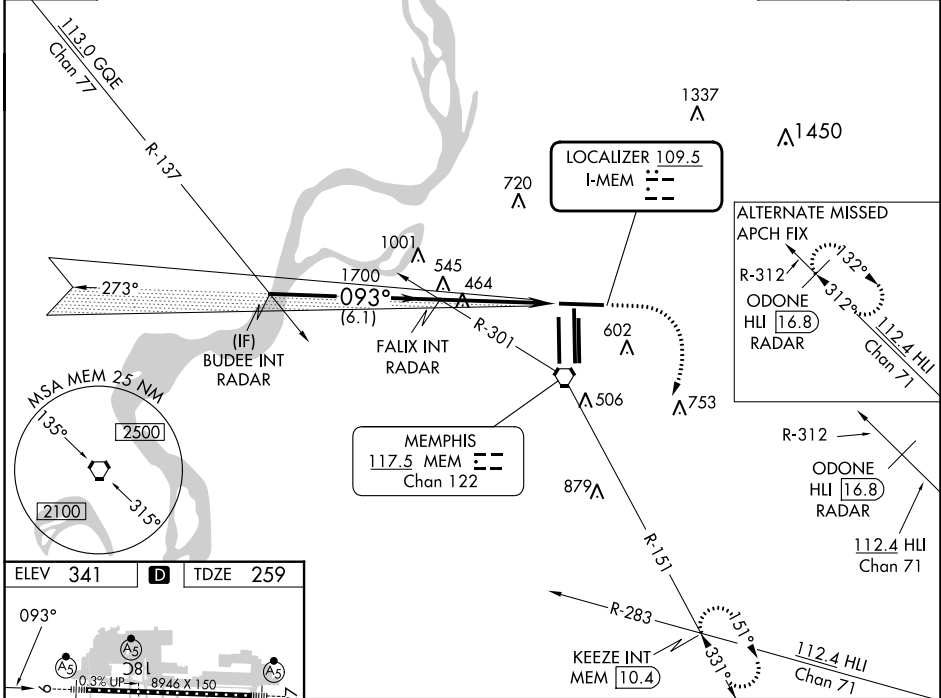 113.0 GQE
Chan 77
R-137
1337
1450
LOCALIZER 109.5
I-MEM
720
ALTERNATE MISSED
APCH FIX
R-312
132°
312°
ODONE
HLI 16.8
RADAR
112.4 HLI
Chan 71
1001
545
464
1700
273°
093°
(6.1)
R-301
(IF)
BUDEE INT
RADAR
FALIX INT
RADAR
602
506
753
MSA MEM 25 NM
135°
2500
2100
315°
MEMPHIS
117.5 MEM
Chan 122
R-312
ODONE
HLI 16.8
RADAR
879
112.4 HLI
Chan 71
R-151
ELEV 341
D
TDZE 259
093°
A5
A5
A5
18C
0.3% UP
8946 X 150
9
R-283
KEEZE INT
MEM 10.4
151°
331°
112.4 HLI
Chan 71